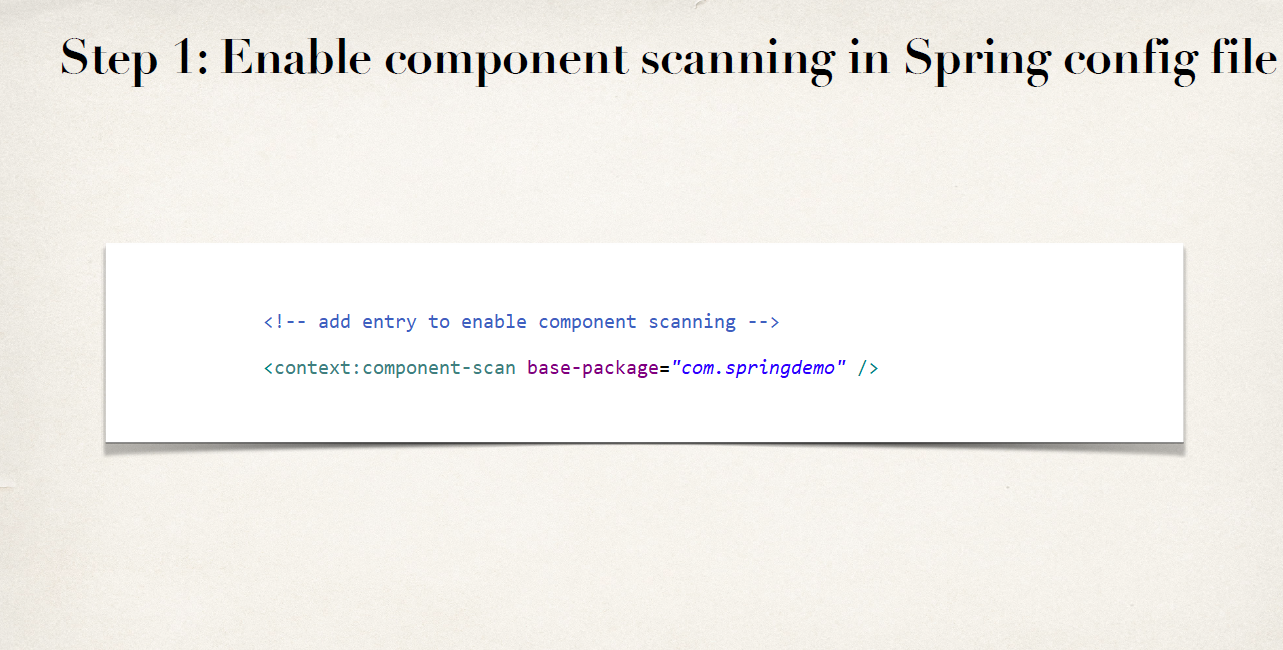 Step 1: Enable component scanning in Spring config file
<!-- add entry to enable component scanning -->
<context:component-scan base-package="com.springdemo" />